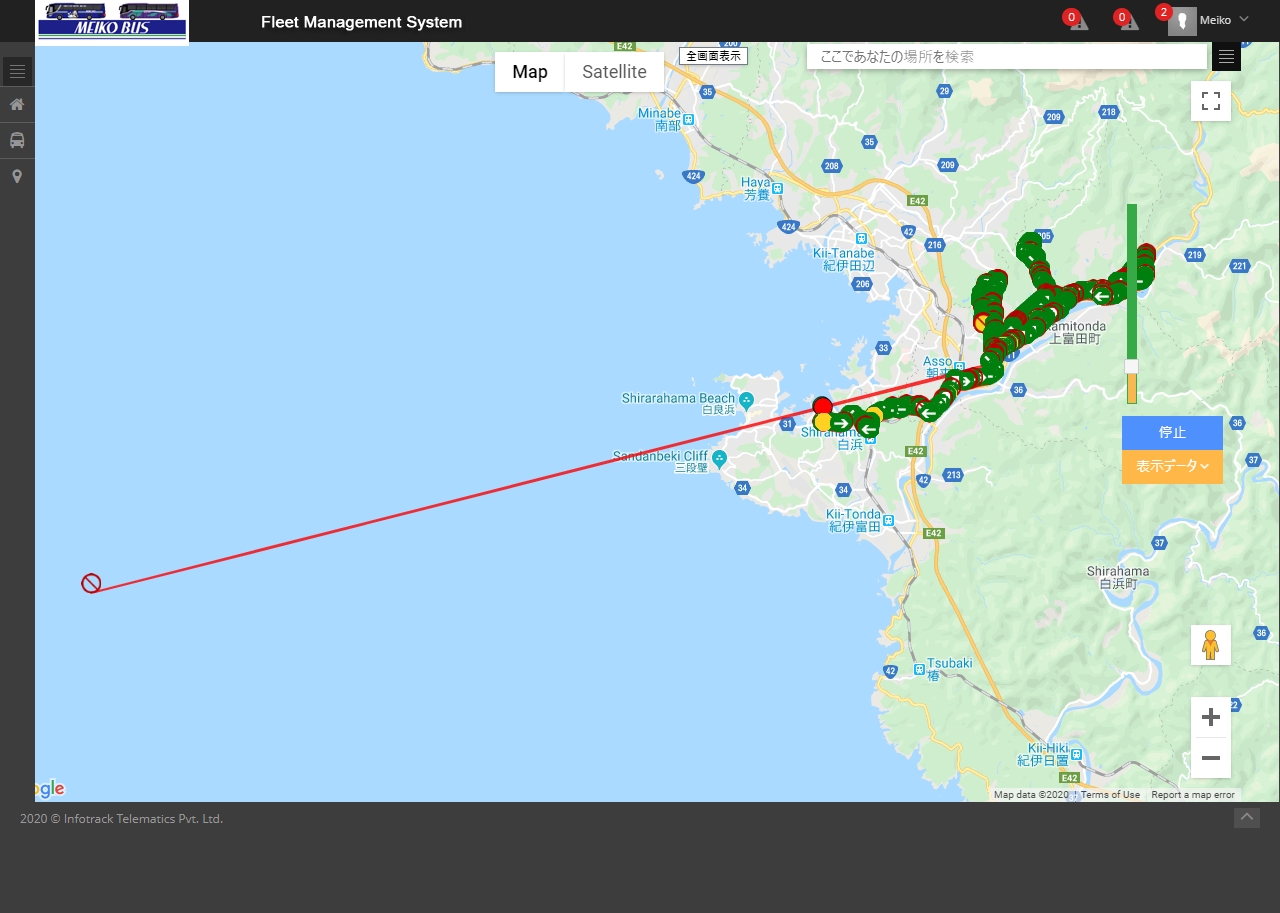 MEIKO BUS
Fleet Management System
0
0
2
Meiko
Map
Satellite
全画面表示
ここであなたの場所を検索
E42
200
35
29
Minabe
南部
209
218
35
208
209
424
Haya
芳養
E42
424
42
216
205
219
221
Kii-Tanabe
紀伊田辺
206
Kamitonda
上富田町
33
Asso
朝来
36
Shirarahama Beach
白良浜
31
Shirahama
白浜
36
停止
表示データ
Sandanbeki Cliff
三段壁
E42
37
34
34
42
213
Kii-Tonda
紀伊富田
E42
37
Shirahama
白浜町
36
Tsubaki
椿
42
22
Kii-Hiki
紀伊日置
E42
ogle
Map data ©2020
Terms of Use
Report a map error
2020 © Infotrack Telematics Pvt. Ltd.